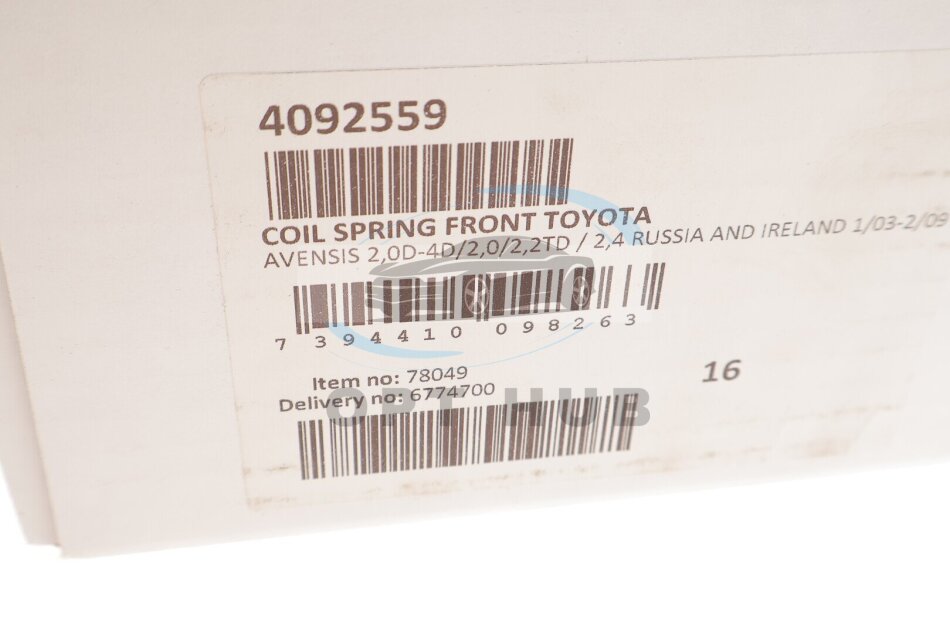 4092559
COIL SPRING FRONT TOYOTA
AVENSIS 2,0D-4D/2,0/2,2TD / 2,4 RUSSIA AND IRELAND 1/03-2/09
7 394410 098263
Item no: 78049
16
Delivery no: 6774700
OPT HUB